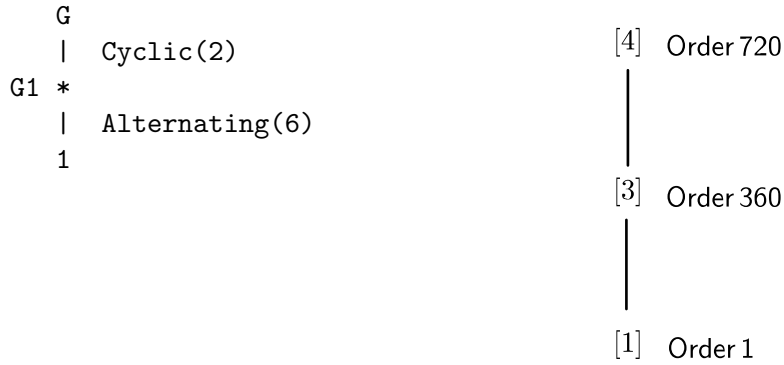 G
|  Cyclic(2)
G1 *
|  Alternating(6)
1
[4] Order 720
[3] Order 360
[1] Order 1